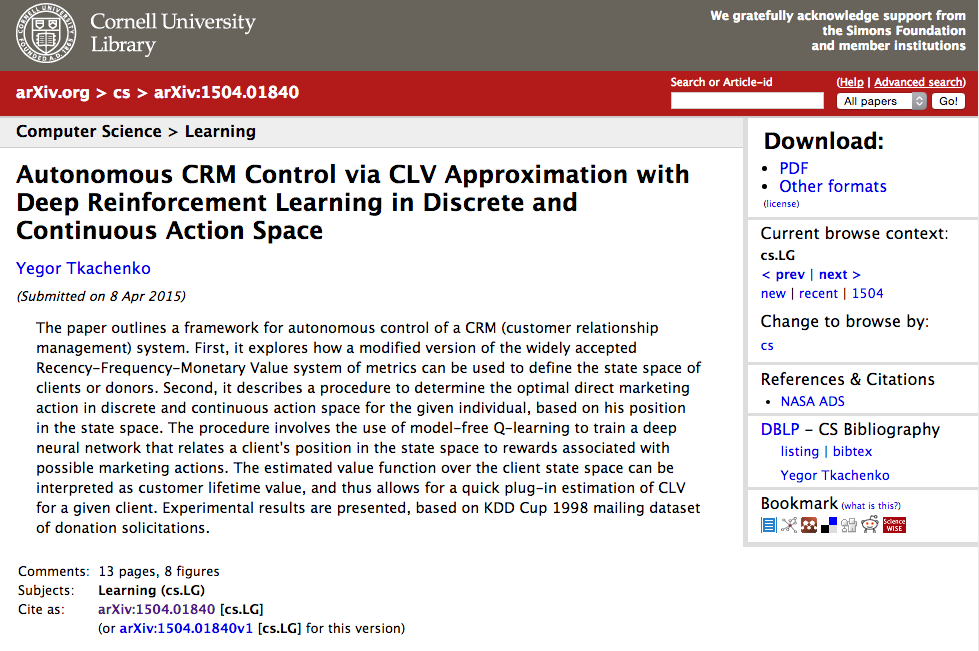 Cornell University
Library
We gratefully acknowledge support from
the Simons Foundation
and member institutions
arXiv.org > cs > arXiv:1504.01840
Search or Article-id
(Help | Advanced search)
All papers
Go!
Computer Science > Learning
Autonomous CRM Control via CLV Approximation with
Deep Reinforcement Learning in Discrete and
Continuous Action Space
Yegor Tkachenko
(Submitted on 8 Apr 2015)
The paper outlines a framework for autonomous control of a CRM (customer relationship
management) system. First, it explores how a modified version of the widely accepted
Recency-Frequency-Monetary Value system of metrics can be used to define the state space of
clients or donors. Second, it describes a procedure to determine the optimal direct marketing
action in discrete and continuous action space for the given individual, based on his position
in the state space. The procedure involves the use of model-free Q-learning to train a deep
neural network that relates a client's position in the state space to rewards associated with
possible marketing actions. The estimated value function over the client state space can be
interpreted as customer lifetime value, and thus allows for a quick plug-in estimation of CLV
for a given client. Experimental results are presented, based on KDD Cup 1998 mailing dataset
of donation solicitations.
Comments: 13 pages, 8 figures
Subjects: Learning (cs.LG)
Cite as: arXiv:1504.01840 [cs.LG]
(or arXiv:1504.01840v1 [cs.LG] for this version)
Download:
• PDF
• Other formats
(license)
Current browse context:
cs.LG
< prev | next >
new | recent | 1504
Change to browse by:
cs
References & Citations
• NASA ADS
DBLP - CS Bibliography
listing | bibtex
Yegor Tkachenko
Bookmark (what is this?)
Science
WISE